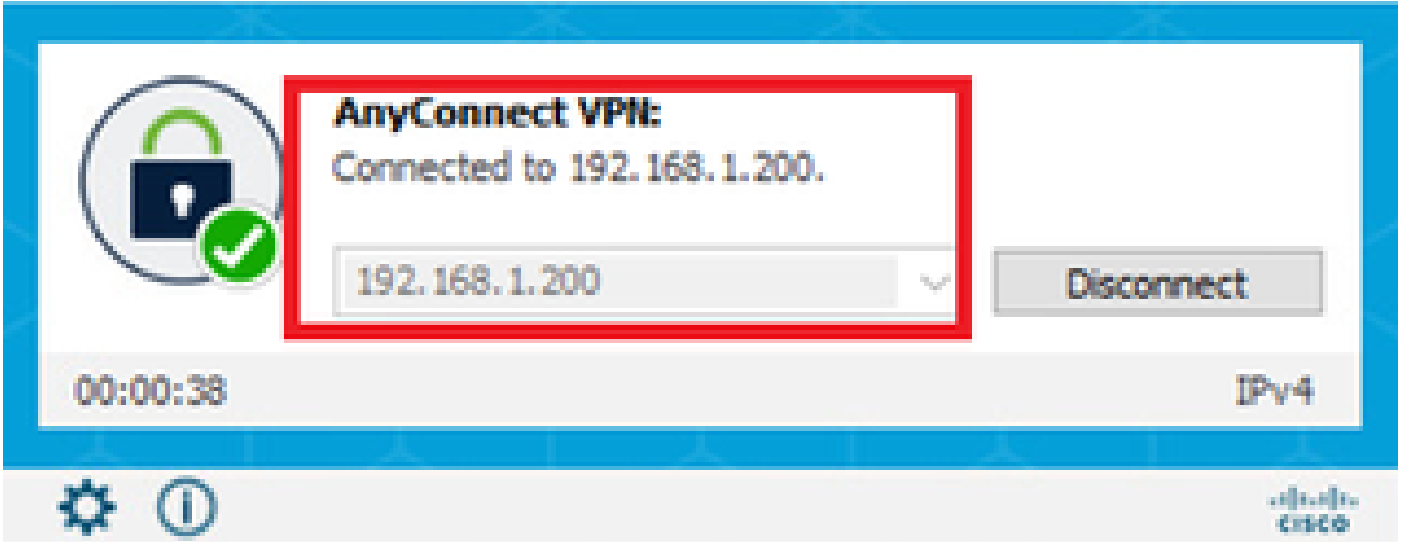 AnyConnect VPN:
Connected to 192.168.1.200.
192.168.1.200
Disconnect
00:00:38
IPv4
CISCO